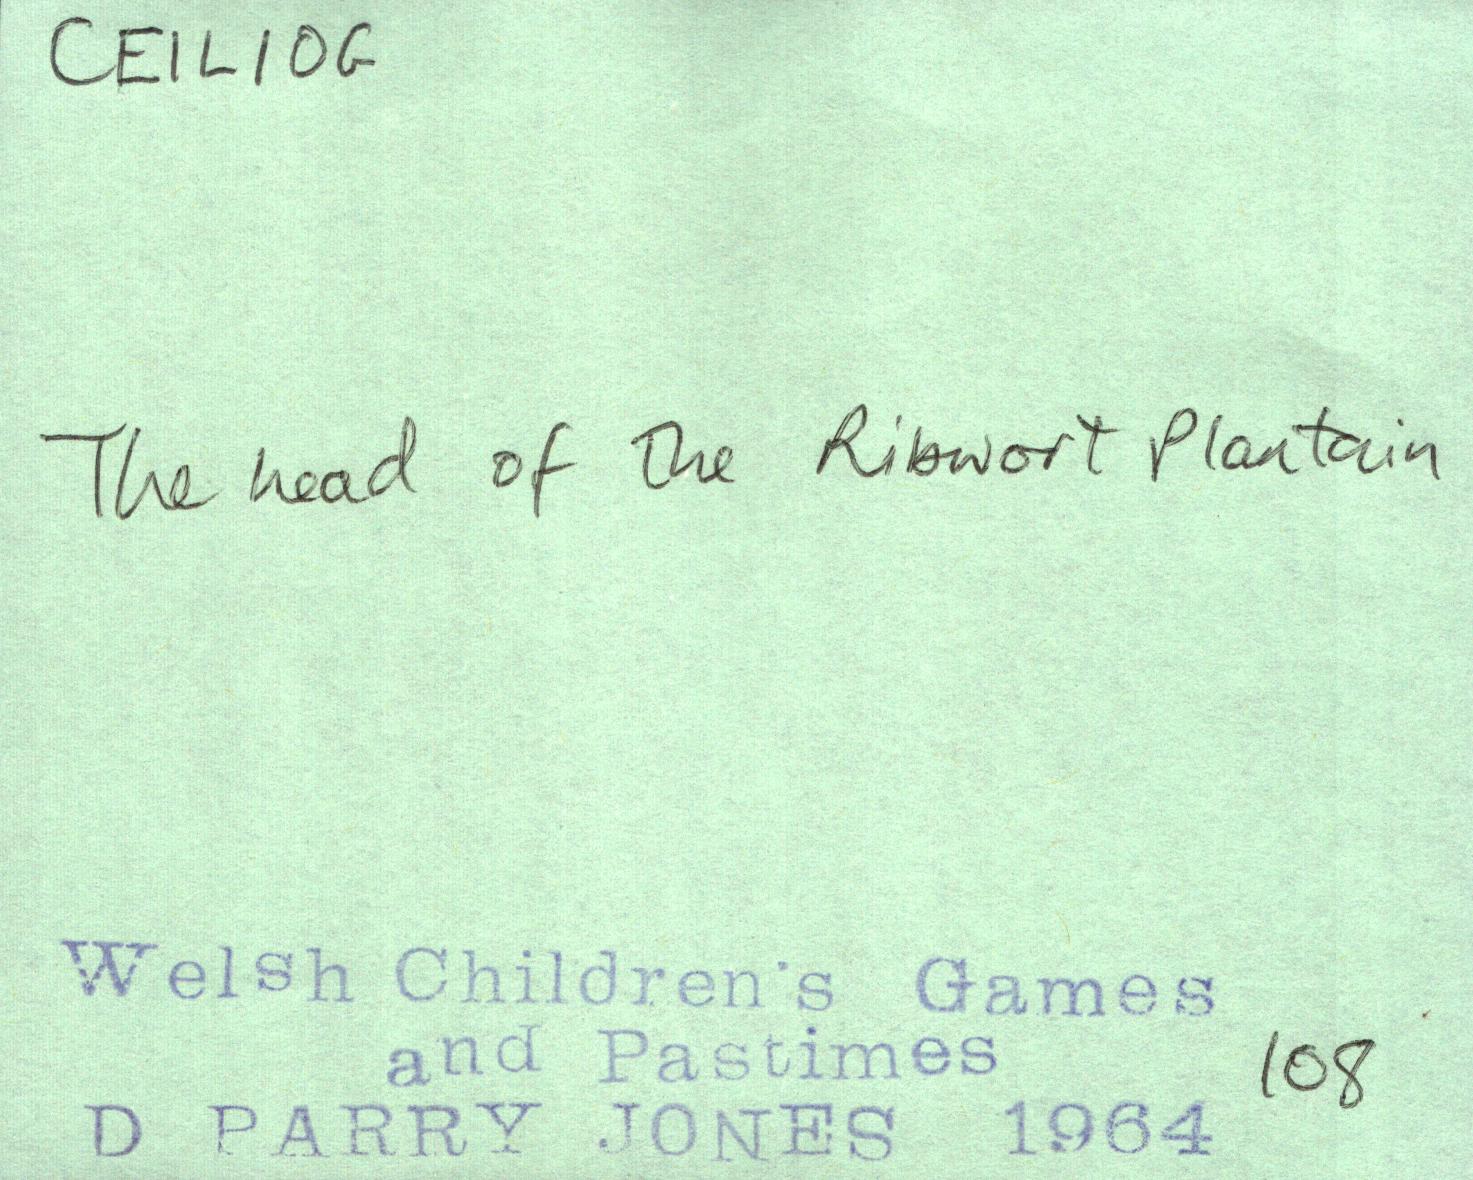 CEILIOG
The head of the Ribwort Plantain
Welsh Children's Games
and Pastimes
108
D PARRY JONES 1964